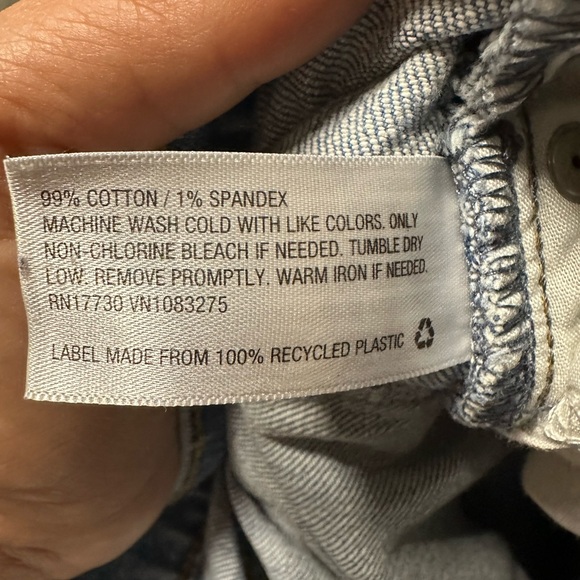 99% COTTON / 1% SPANDEX
MACHINE WASH COLD WITH LIKE COLORS. ONLY
NON-CHLORINE BLEACH IF NEEDED. TUMBLE DRY
LOW. REMOVE PROMPTLY. WARM IRON IF NEEDED.
RN17730 VN1083275
LABEL MADE FROM 100% RECYCLED PLASTIC